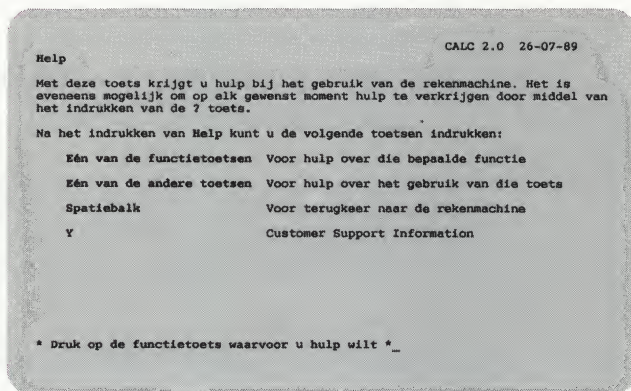 CALC 2.0 26-07-89
Help
Met deze toets krijgt u hulp bij het gebruik van de rekenmachine. Het is
eveneens mogelijk om op elk gewenst moment hulp te verkrijgen door middel van
het indrukken van de ? toets.
Na het indrukken van Help kunt u de volgende toetsen indrukken:
Eén van de functietoetsen Voor hulp over die bepaalde functie
Eén van de andere toetsen Voor hulp over het gebruik van die toets
Spatiebalk Voor terugkeer naar de rekenmachine
Y Customer Support Information
* Druk op de functietoets waarvoor u hulp wilt *_